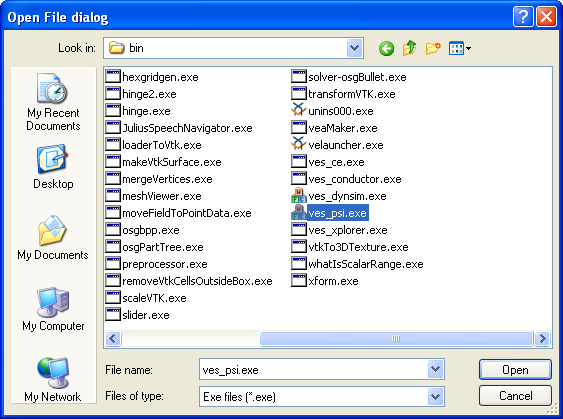 Open File dialog
Look in: bin
My Recent
Documents
Desktop
My Documents
My Computer
My Network
hexgridgen.exe
hinge2.exe
hinge.exe
JuliusSpeechNavigator.exe
loaderToVtk.exe
makeVtkSurface.exe
mergeVertices.exe
meshViewer.exe
moveFieldToPointData.exe
osgbpp.exe
osgPartTree.exe
preprocessor.exe
removeVtkCellsOutsideBox.exe
scaleVTK.exe
slider.exe
solver-osgBullet.exe
transformVTK.exe
unins000.exe
veaMaker.exe
velauncher.exe
ves_ce.exe
ves_conductor.exe
ves_dynsim.exe
ves_psi.exe
ves_xplorer.exe
vtkTo3DTexture.exe
whatIsScalarRange.exe
xform.exe
File name: ves_psi.exe Open
Files of type: Exe files (*.exe) Cancel